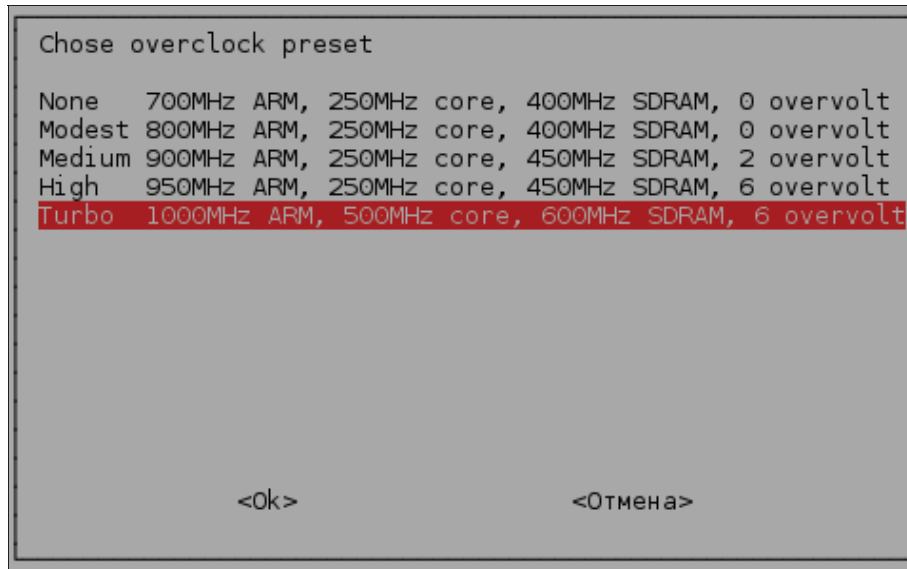 Chose overclock preset
None 700MHz ARM, 250MHz core, 400MHz SDRAM, 0 overvolt
Modest 800MHz ARM, 250MHz core, 400MHz SDRAM, 0 overvolt
Medium 900MHz ARM, 250MHz core, 450MHz SDRAM, 2 overvolt
High 950MHz ARM, 250MHz core, 450MHz SDRAM, 6 overvolt
Turbo 1000MHz ARM, 500MHz core, 600MHz SDRAM, 6 overvolt
<Ok> <Отмена>